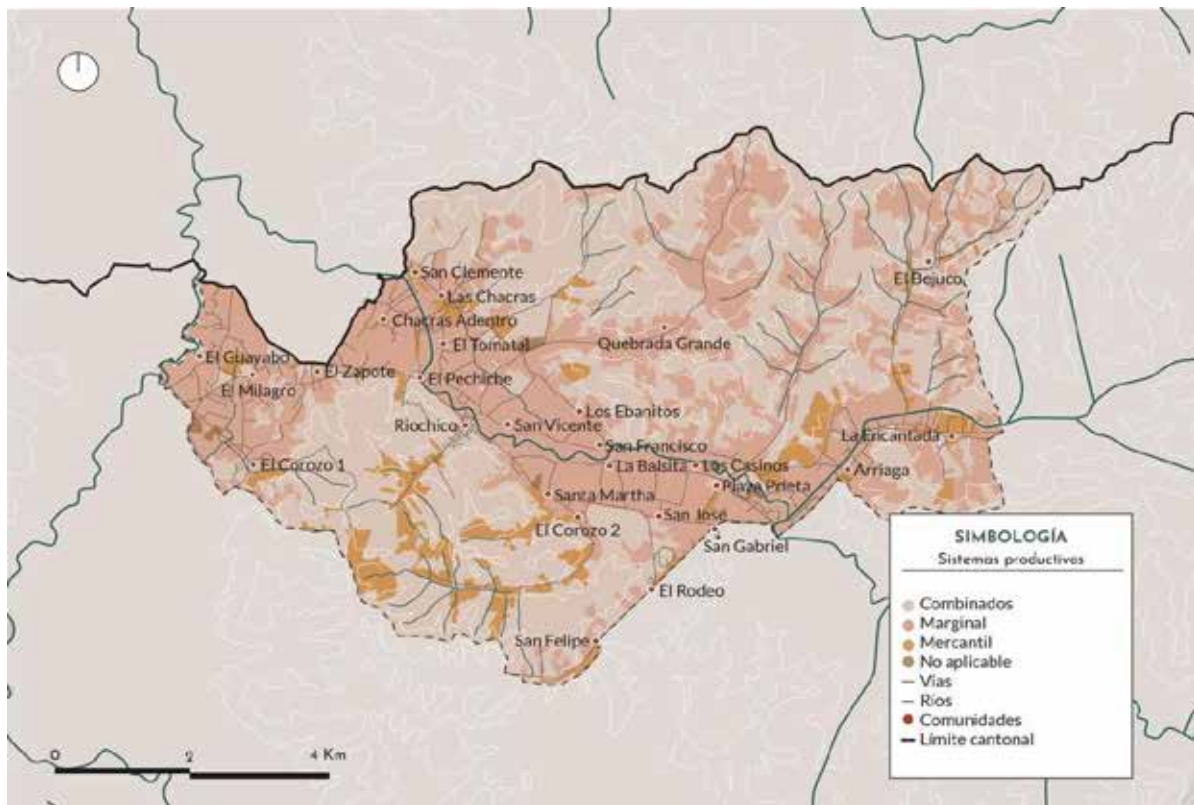 San Clemente
Las Chacras
El Bejuco
Chacras Adentro
El Tomatal
Quebrada Grande
El Guayabo
El Zapote
El Milagro
El Pechiche
Los Ebanitos
Riochico
San Vicente
La Encantada
San Francisco
El Corozo 1
La Balsita
Los Casinos
Arriaga
Playa Prieta
Santa Martha
San José
El Corozo 2
San Gabriel
El Rodeo
San Felipe
SIMBOLOGÍA
Sistemas productivos
Combinados
Marginal
Mercantil
No aplicable
Vías
Ríos
Comunidades
Límite cantonal
0 2 4 Km